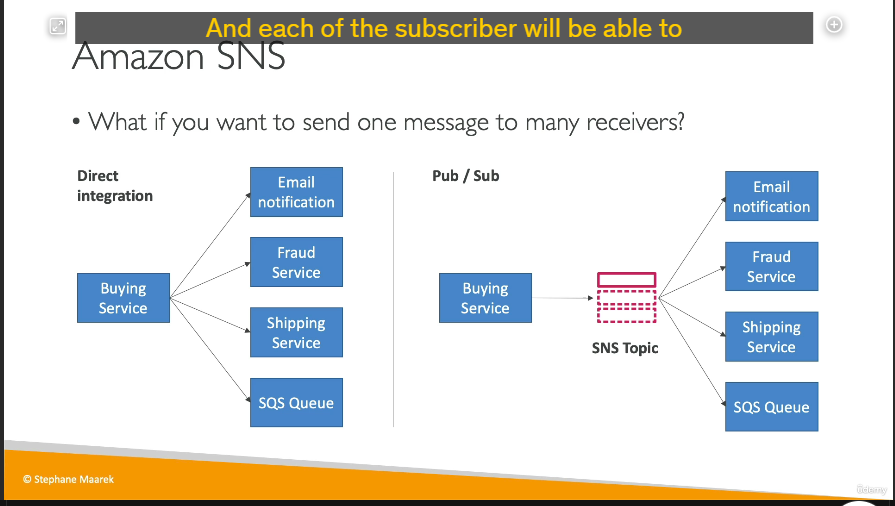 And each of the subscriber will be able to
Amazon SNS
• What if you want to send one message to many receivers?
Direct
integration
Buying
Service
Email
notification
Fraud
Service
Shipping
Service
SQS Queue
Pub / Sub
Buying
Service
SNS Topic
Email
notification
Fraud
Service
Shipping
Service
SQS Queue
© Stephane Maarek
ûdemy